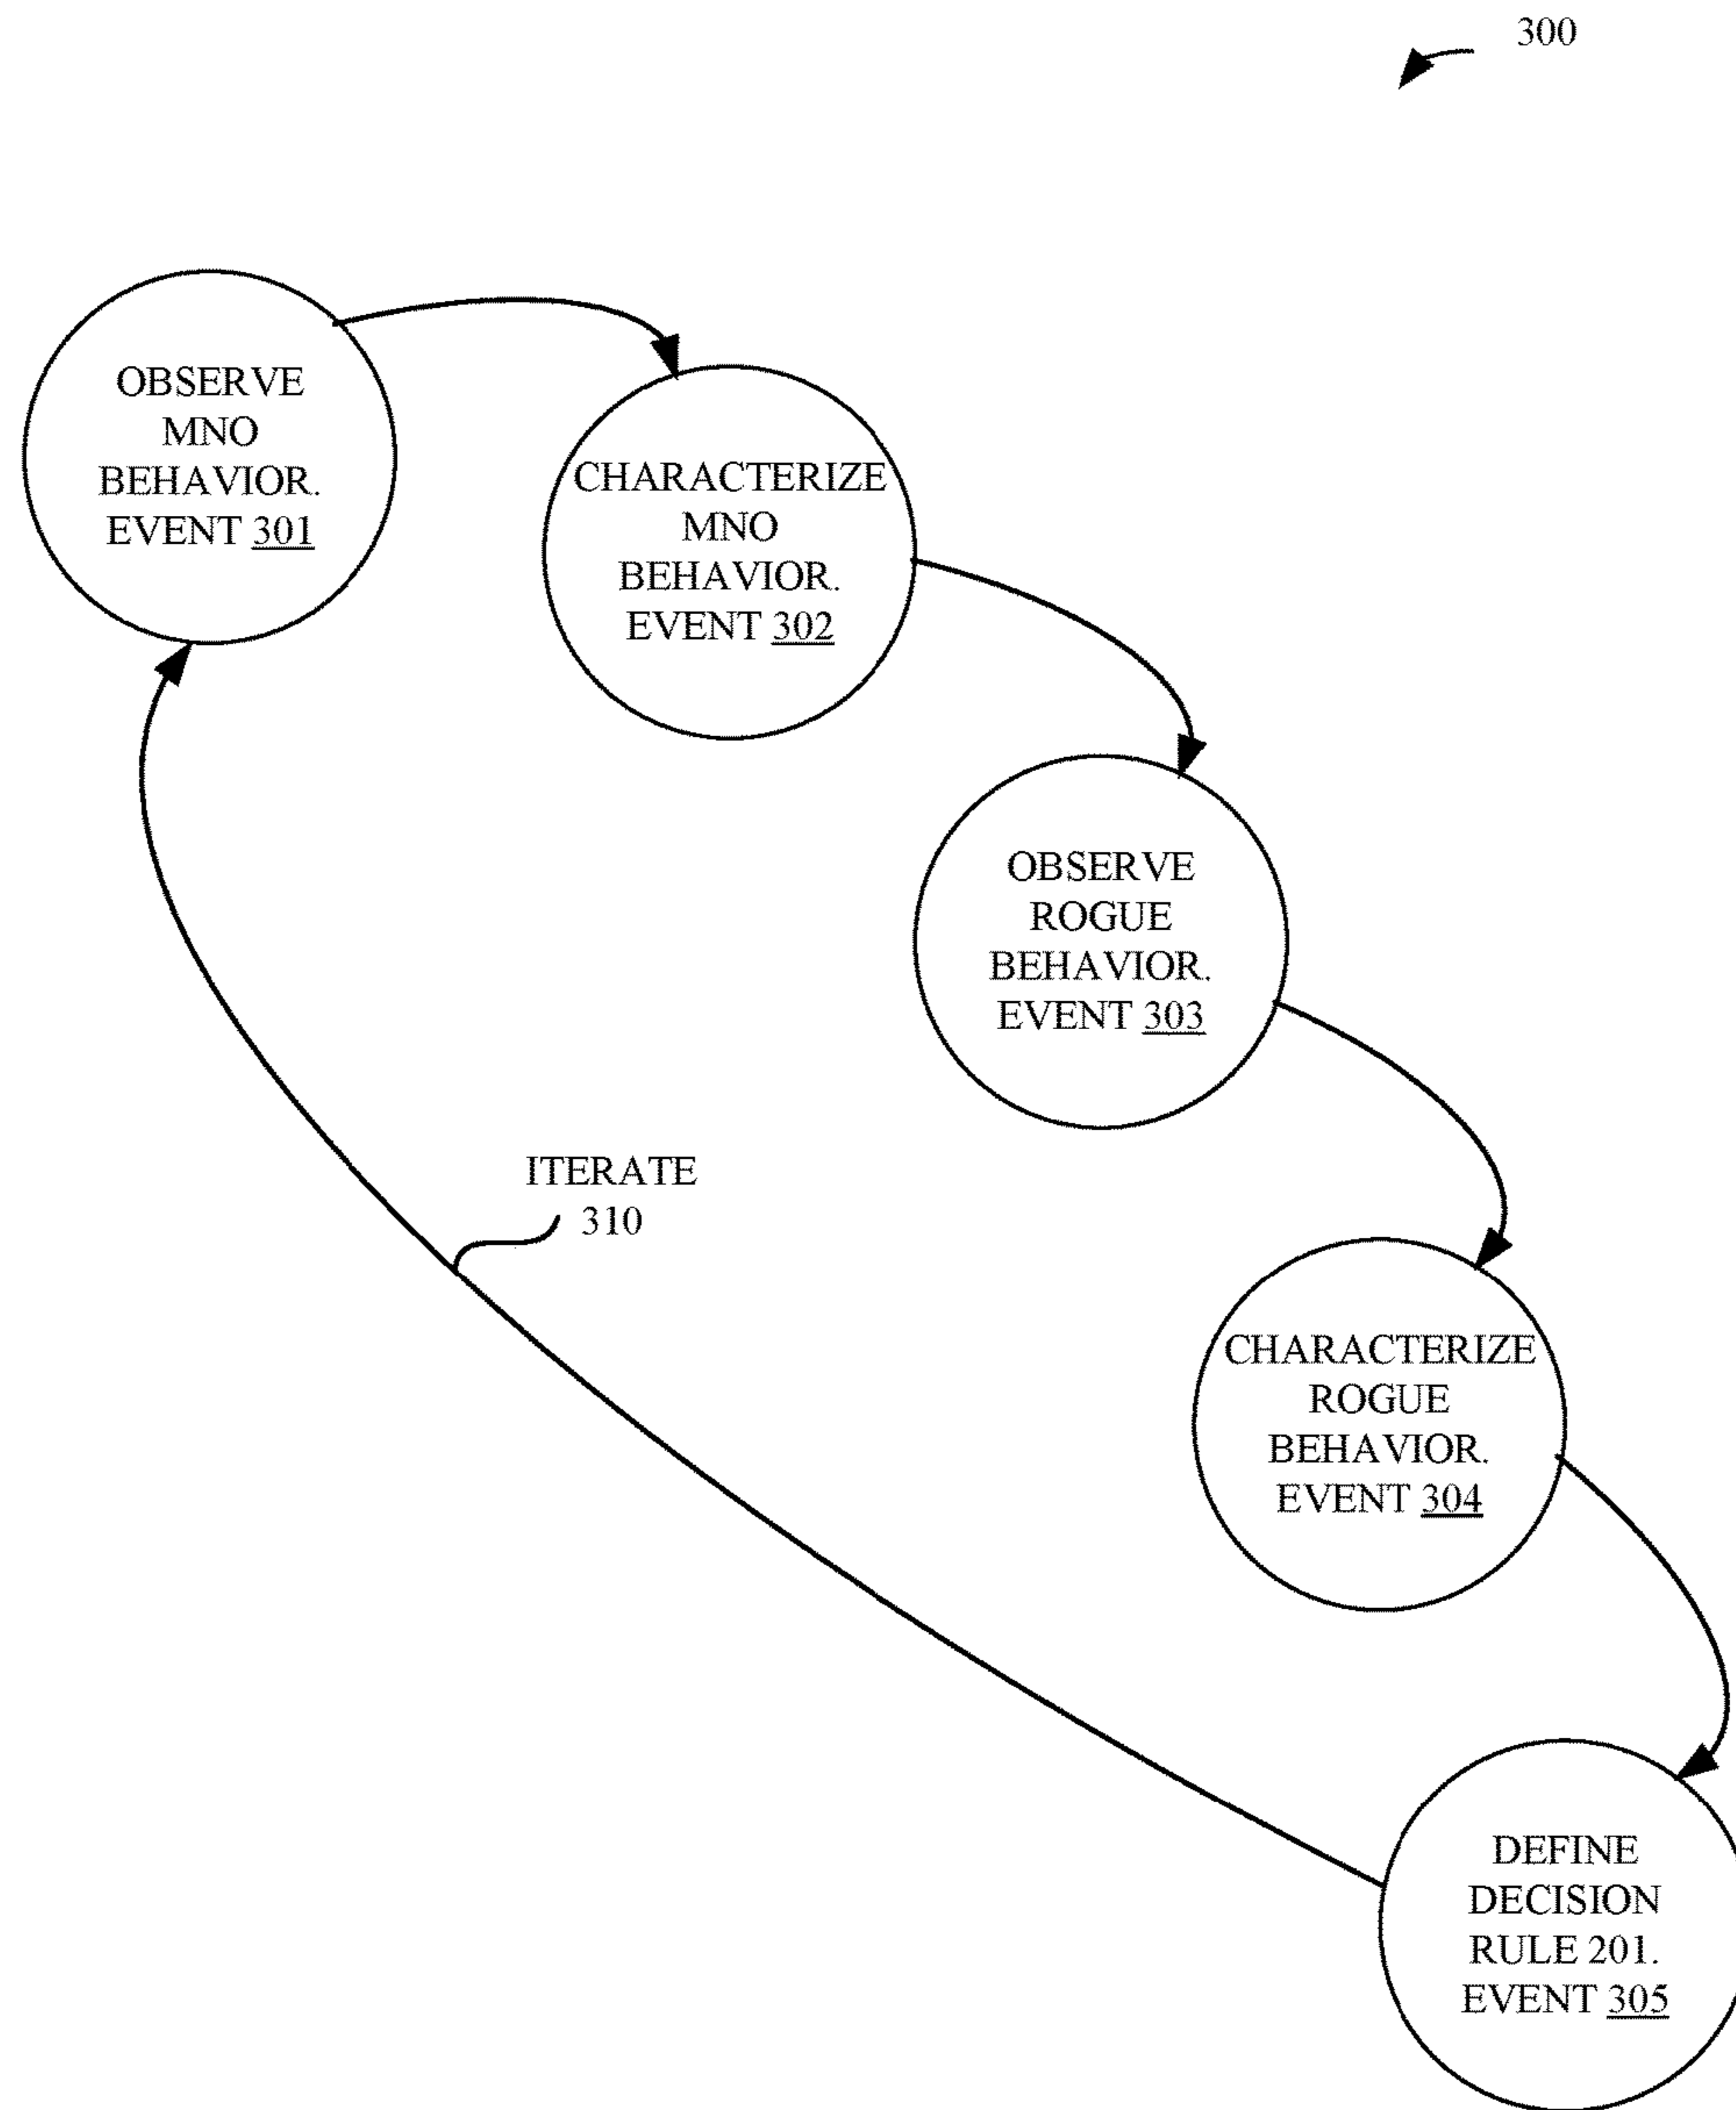 300
OBSERVE
MNO
BEHAVIOR.
EVENT 301
CHARACTERIZE
MNO
BEHAVIOR.
EVENT 302
OBSERVE
ROGUE
BEHAVIOR.
EVENT 303
ITERATE
310
CHARACTERIZE
ROGUE
BEHAVIOR.
EVENT 304
DEFINE
DECISION
RULE 201.
EVENT 305